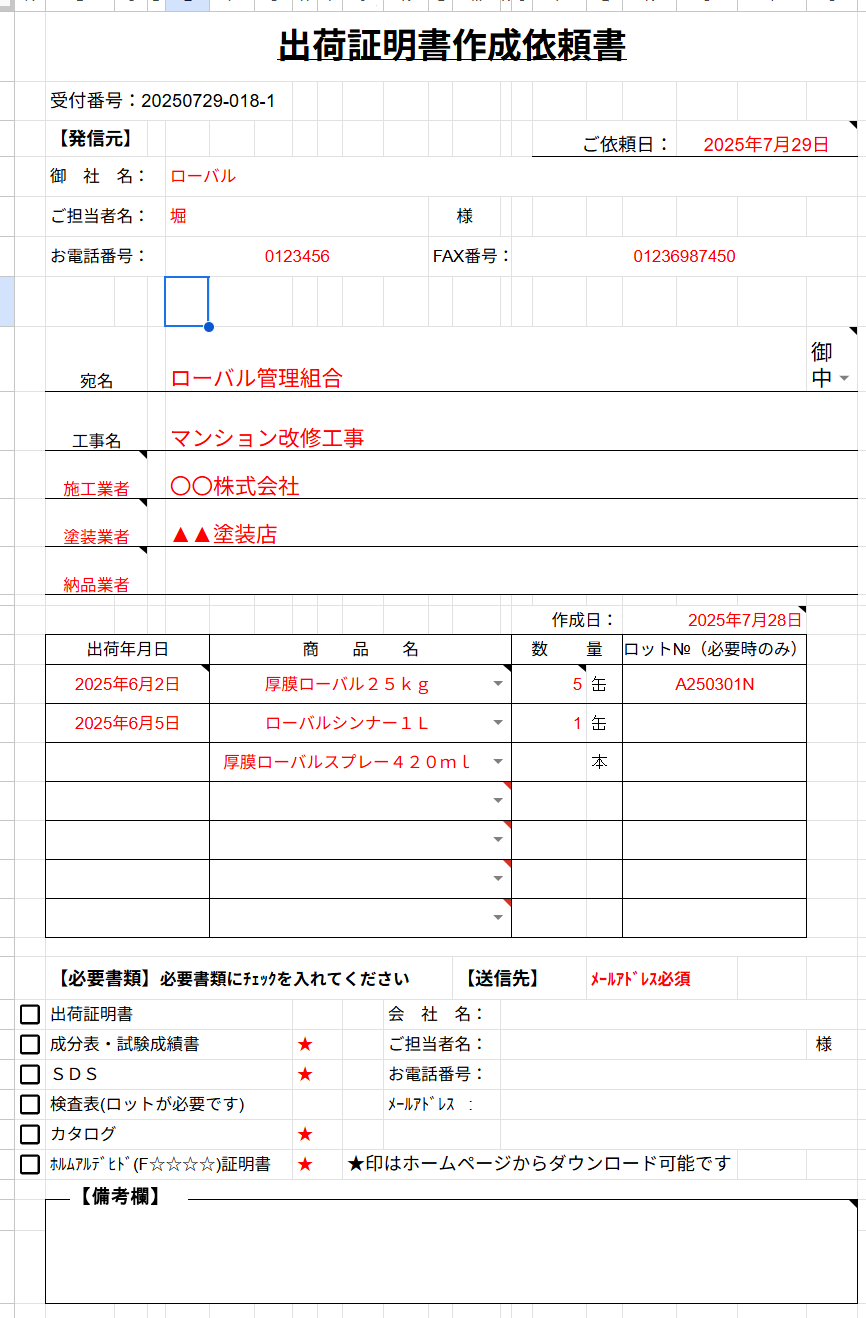 出荷証明書作成依頼書
受付番号：20250729-018-1
【発信元】
ご依頼日： 2025年7月29日
御　社　名： ローバル
ご担当者名： 堀 様
お電話番号： 0123456 FAX番号： 01236987450
宛名 ローバル管理組合 御中
工事名 マンション改修工事
施工業者 〇〇株式会社
塗装業者 ▲▲塗装店
納品業者
作成日： 2025年7月28日
出荷年月日 商　品　名 数　量 ロット№（必要時のみ）
2025年6月2日 厚膜ローバル２５ｋｇ 5 缶 A250301N
2025年6月5日 ローバルシンナー１Ｌ 1 缶
厚膜ローバルスプレー４２０ｍｌ 本
【必要書類】必要書類にﾁｪｯｸを入れてください 【送信先】 ﾒｰﾙｱﾄﾞﾚｽ必須
出荷証明書 会　社　名：
成分表・試験成績書 ★ ご担当者名： 様
ＳＤＳ ★ お電話番号：
検査表(ロットが必要です) ﾒｰﾙｱﾄﾞﾚｽ ：
カタログ ★
ﾎﾙﾑｱﾙﾃﾞﾋﾄﾞ(F☆☆☆☆)証明書 ★ ★印はホームページからダウンロード可能です
【備考欄】